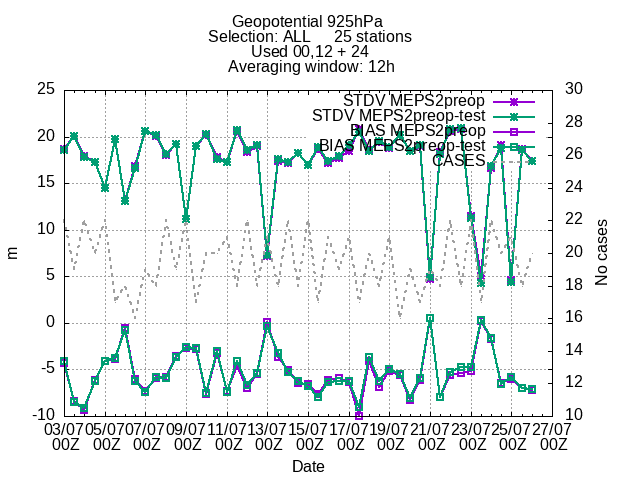 Geopotential 925hPa
Selection: ALL     25 stations
Used 00,12 + 24
Averaging window: 12h
STDV MEPS2preop
STDV MEPS2preop-test
BIAS MEPS2preop
BIAS MEPS2preop-test
CASES
m
25
20
15
10
5
0
-5
-10
No cases
30
28
26
24
22
20
18
16
14
12
10
03/07 05/07 07/07 09/07 11/07 13/07 15/07 17/07 19/07 21/07 23/07 25/07 27/07
00Z 00Z 00Z 00Z 00Z 00Z 00Z 00Z 00Z 00Z 00Z 00Z 00Z
Date